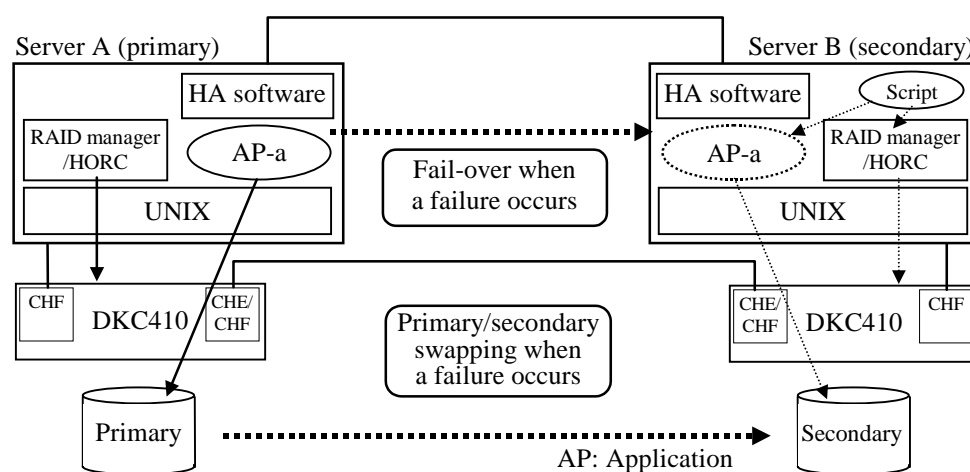 Server A (primary)
Server B (secondary)
HA software
RAID manager
/HORC
AP-a
UNIX
Fail-over when
a failure occurs
HA software
Script
AP-a
RAID manager
/HORC
UNIX
CHF
DKC410
CHE/
CHF
Primary/secondary
swapping when
a failure occurs
CHE/
CHF
DKC410
CHF
Primary
Secondary
AP: Application